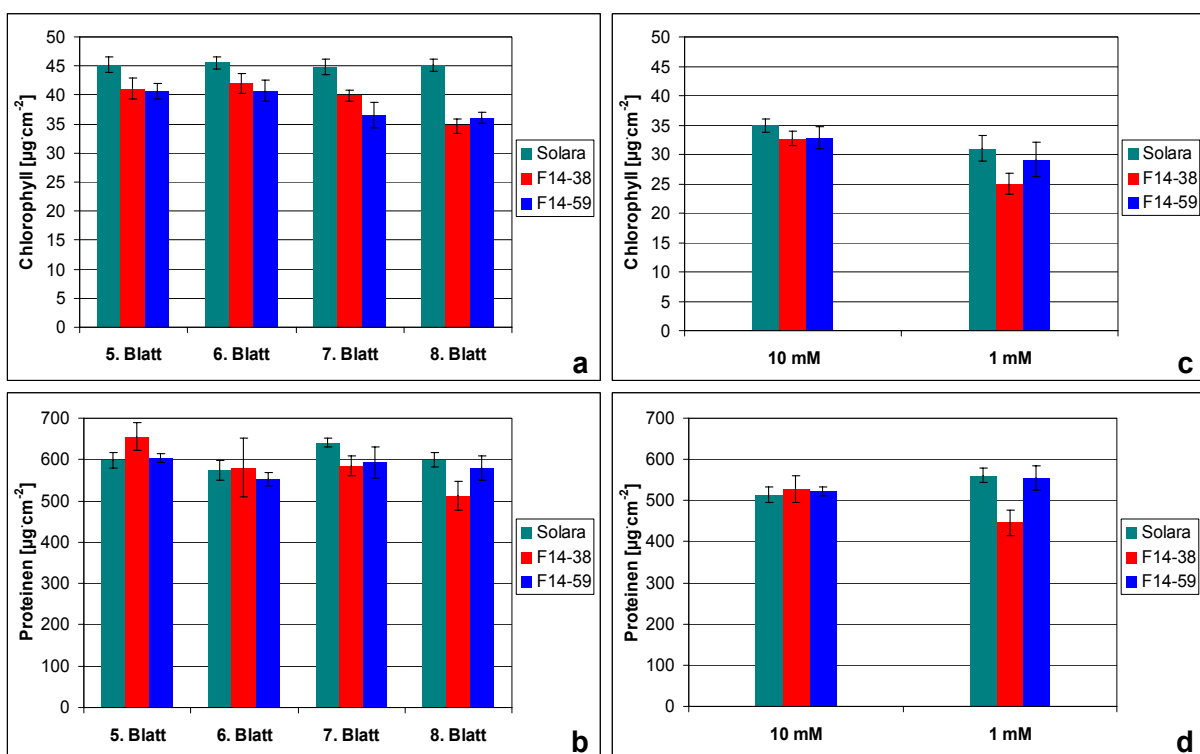 Chlorophyll [µg·cm⁻²]
50
45
40
35
30
25
20
15
10
5
0
5. Blatt 6. Blatt 7. Blatt 8. Blatt
Solara
F14-38
F14-59
a
Chlorophyll [µg·cm⁻²]
50
45
40
35
30
25
20
15
10
5
0
10 mM 1 mM
Solara
F14-38
F14-59
c
Proteinen [µg·cm⁻²]
700
600
500
400
300
200
100
0
5. Blatt 6. Blatt 7. Blatt 8. Blatt
Solara
F14-38
F14-59
b
Proteinen [µg·cm⁻²]
700
600
500
400
300
200
100
0
10 mM 1 mM
Solara
F14-38
F14-59
d